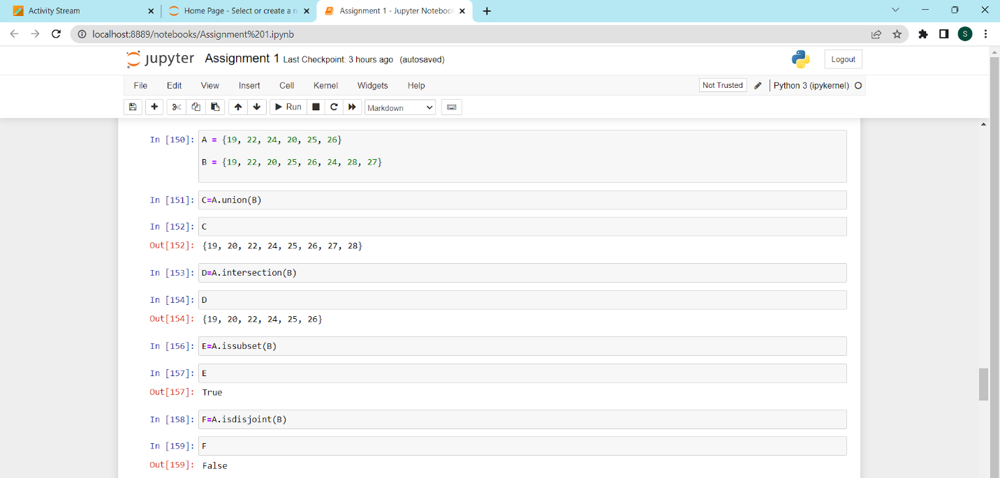 Activity Stream
Home Page - Select or create a n
Assignment 1 - Jupyter Noteboo
localhost:8889/notebooks/Assignment%201.ipynb
S
jupyter Assignment 1 Last Checkpoint: 3 hours ago (autosaved)
Logout
File Edit View Insert Cell Kernel Widgets Help
Not Trusted
Python 3 (ipykernel)
Run
Markdown
In [150]: A = {19, 22, 24, 20, 25, 26}
B = {19, 22, 20, 25, 26, 24, 28, 27}
In [151]: C=A.union(B)
In [152]: C
Out[152]: {19, 20, 22, 24, 25, 26, 27, 28}
In [153]: D=A.intersection(B)
In [154]: D
Out[154]: {19, 20, 22, 24, 25, 26}
In [156]: E=A.issubset(B)
In [157]: E
Out[157]: True
In [158]: F=A.isdisjoint(B)
In [159]: F
Out[159]: False